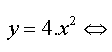 y = 4.x² ⇔